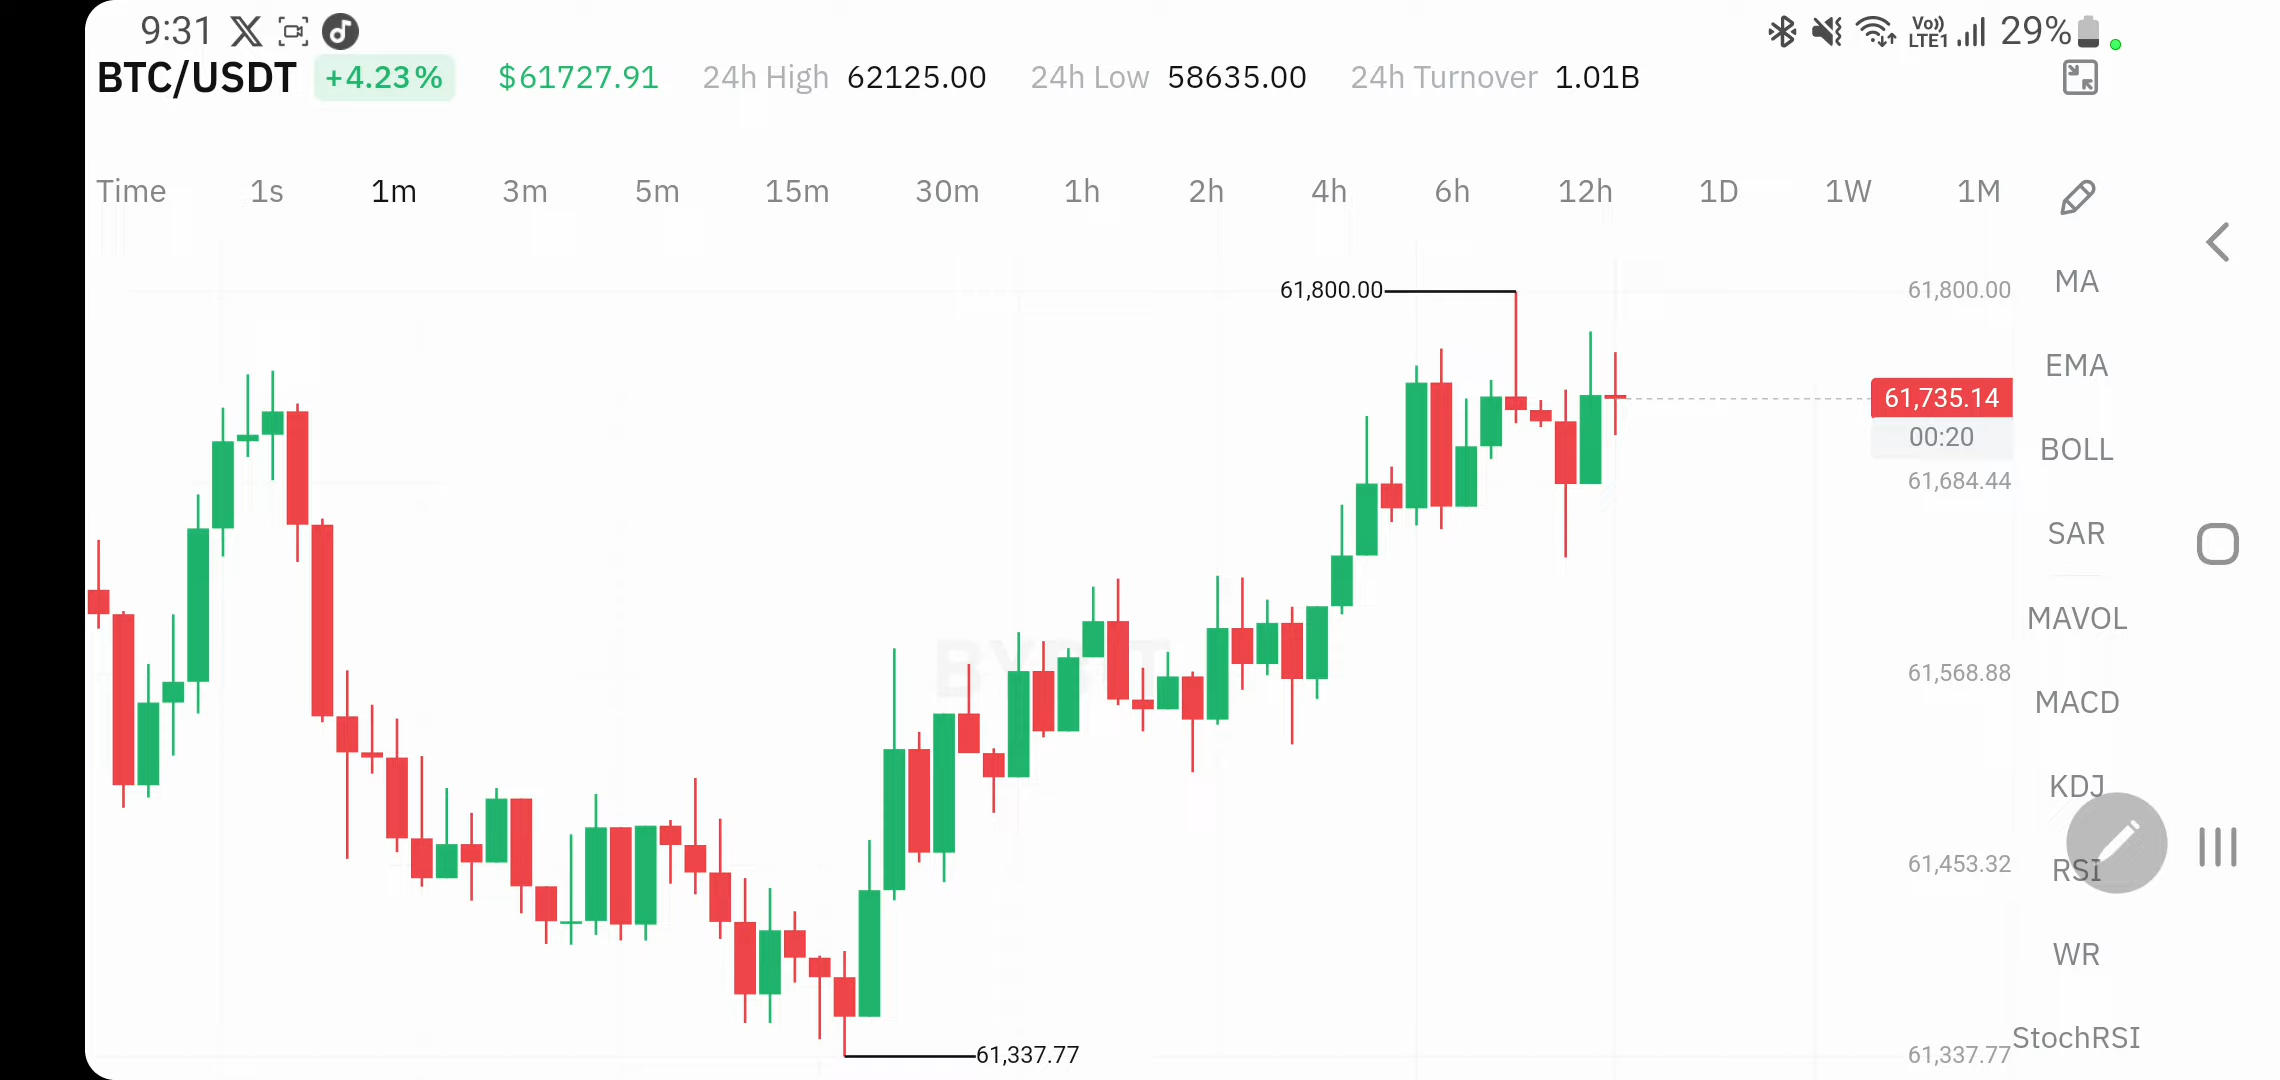 9:31 Vo)) LTE1 29%
BTC/USDT +4.23% $61727.91 24h High 62125.00 24h Low 58635.00 24h Turnover 1.01B
Time 1s 1m 3m 5m 15m 30m 1h 2h 4h 6h 12h 1D 1W 1M
MA
61,800.00 61,800.00
EMA
61,735.14
00:20
BOLL
61,684.44
SAR
MAVOL
BYBIT
61,568.88
MACD
KDJ
61,453.32
RSI
WR
StochRSI
61,337.77 61,337.77